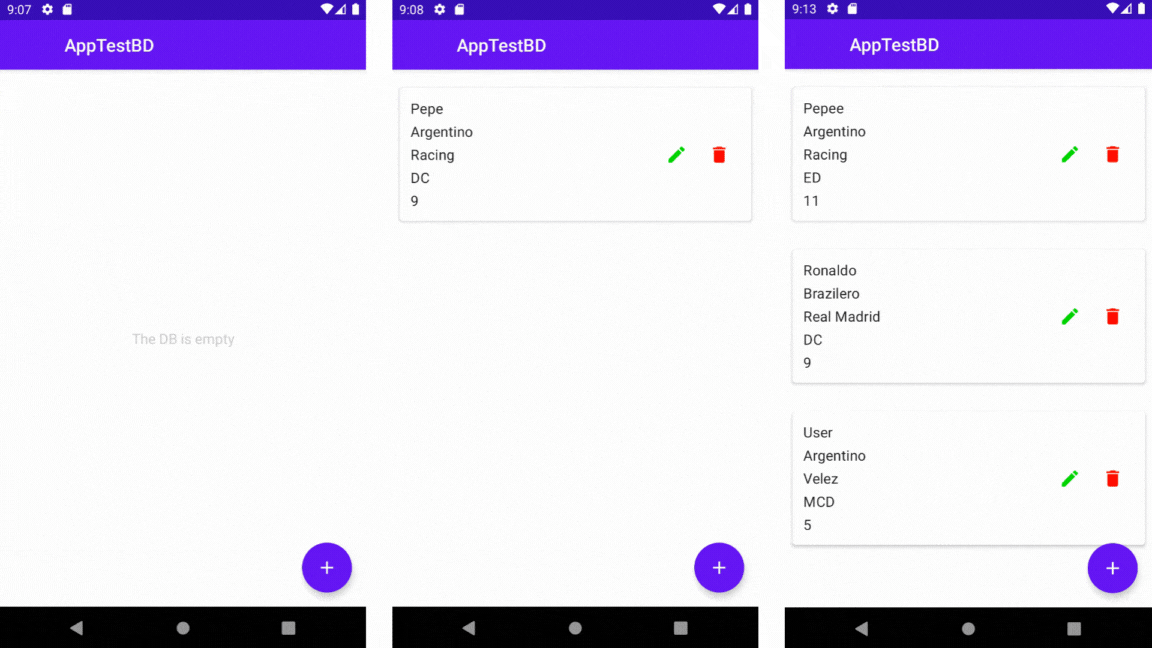 9:07
AppTestBD
The DB is empty
9:08
AppTestBD
Pepe
Argentino
Racing
DC
9
9:13
AppTestBD
Pepee
Argentino
Racing
ED
11
Ronaldo
Brazilero
Real Madrid
DC
9
User
Argentino
Velez
MCD
5